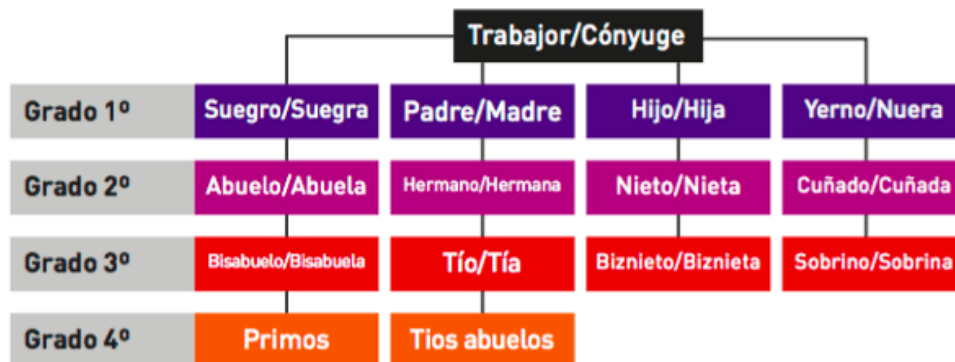 Trabajor/Cónyuge
Grado 1º Suegro/Suegra Padre/Madre Hijo/Hija Yerno/Nuera
Grado 2º Abuelo/Abuela Hermano/Hermana Nieto/Nieta Cuñado/Cuñada
Grado 3º Bisabuelo/Bisabuela Tío/Tía Biznieto/Biznieta Sobrino/Sobrina
Grado 4º Primos Tios abuelos